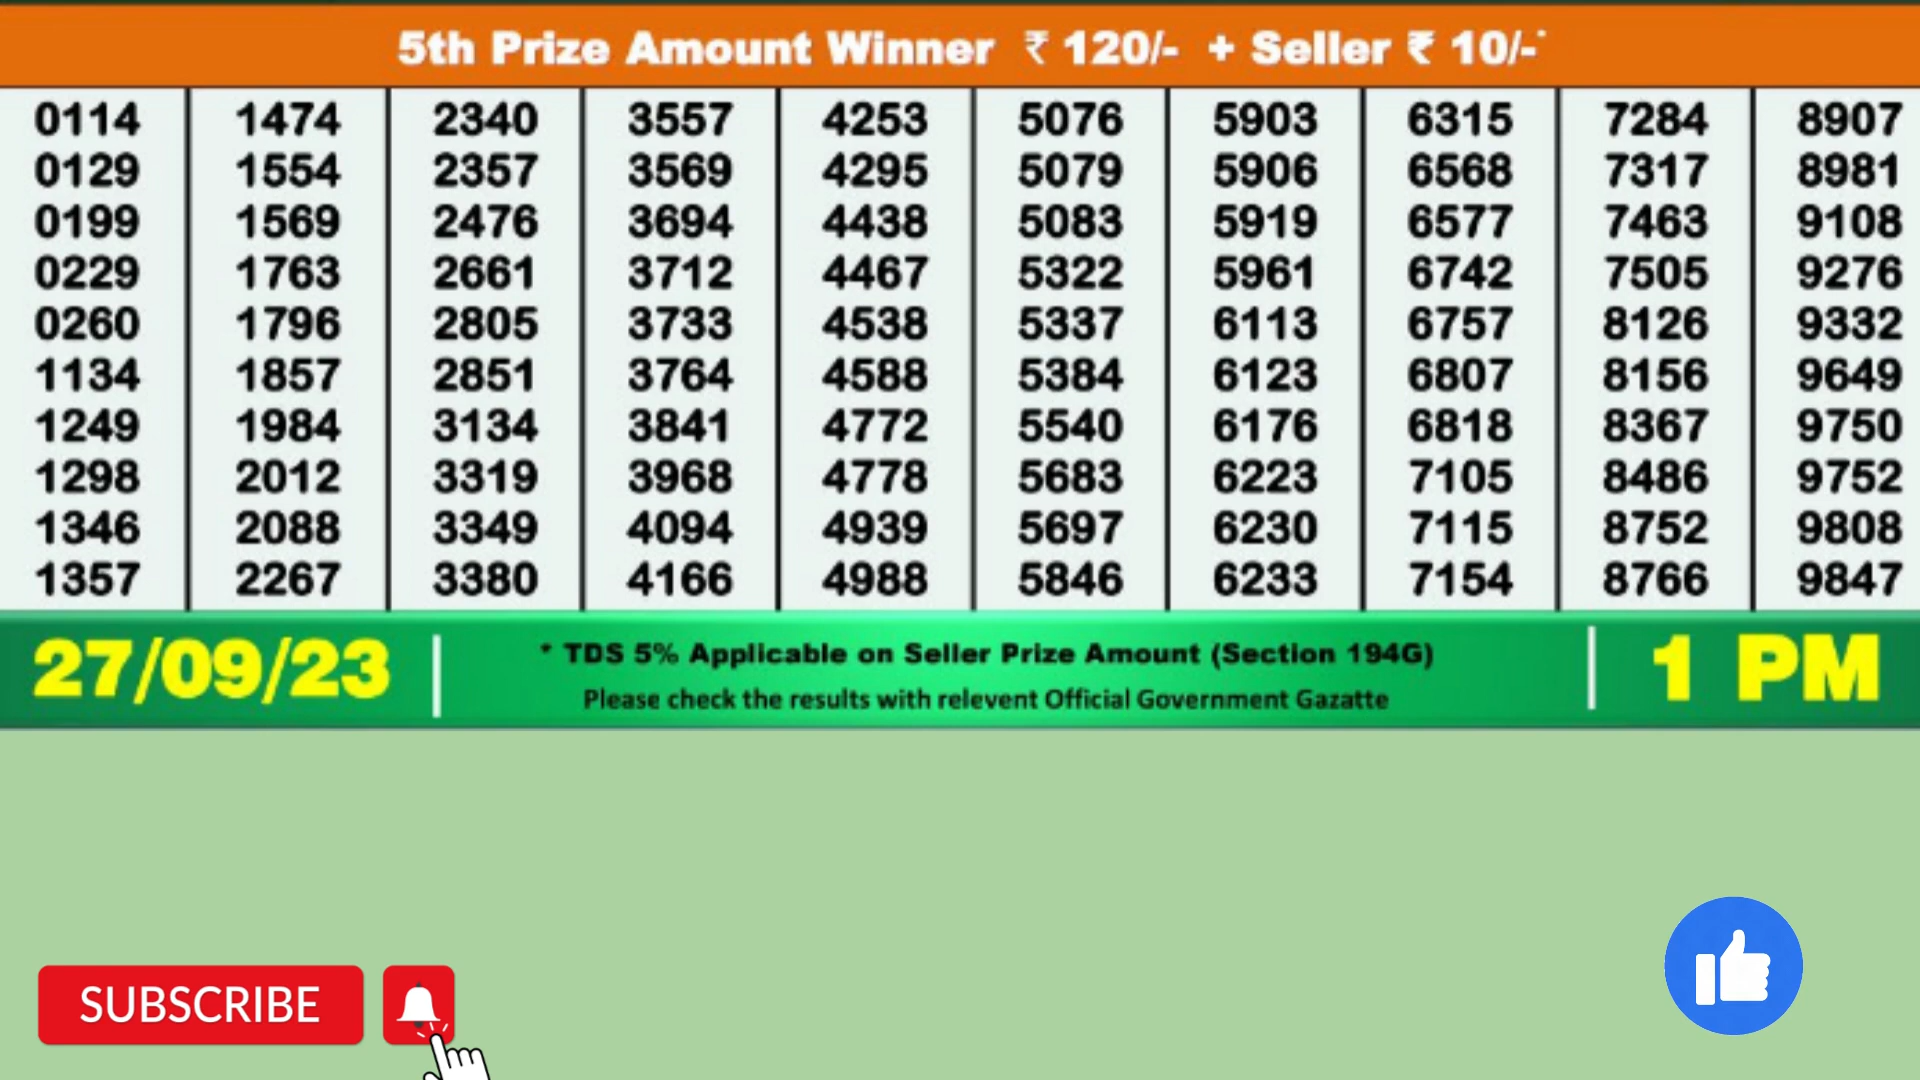 5th Prize Amount Winner ₹ 120/- + Seller ₹ 10/-*
0114 1474 2340 3557 4253 5076 5903 6315 7284 8907
0129 1554 2357 3569 4295 5079 5906 6568 7317 8981
0199 1569 2476 3694 4438 5083 5919 6577 7463 9108
0229 1763 2661 3712 4467 5322 5961 6742 7505 9276
0260 1796 2805 3733 4538 5337 6113 6757 8126 9332
1134 1857 2851 3764 4588 5384 6123 6807 8156 9649
1249 1984 3134 3841 4772 5540 6176 6818 8367 9750
1298 2012 3319 3968 4778 5683 6223 7105 8486 9752
1346 2088 3349 4094 4939 5697 6230 7115 8752 9808
1357 2267 3380 4166 4988 5846 6233 7154 8766 9847
27/09/23
* TDS 5% Applicable on Seller Prize Amount (Section 194G)
Please check the results with relevent Official Government Gazatte
1 PM
SUBSCRIBE